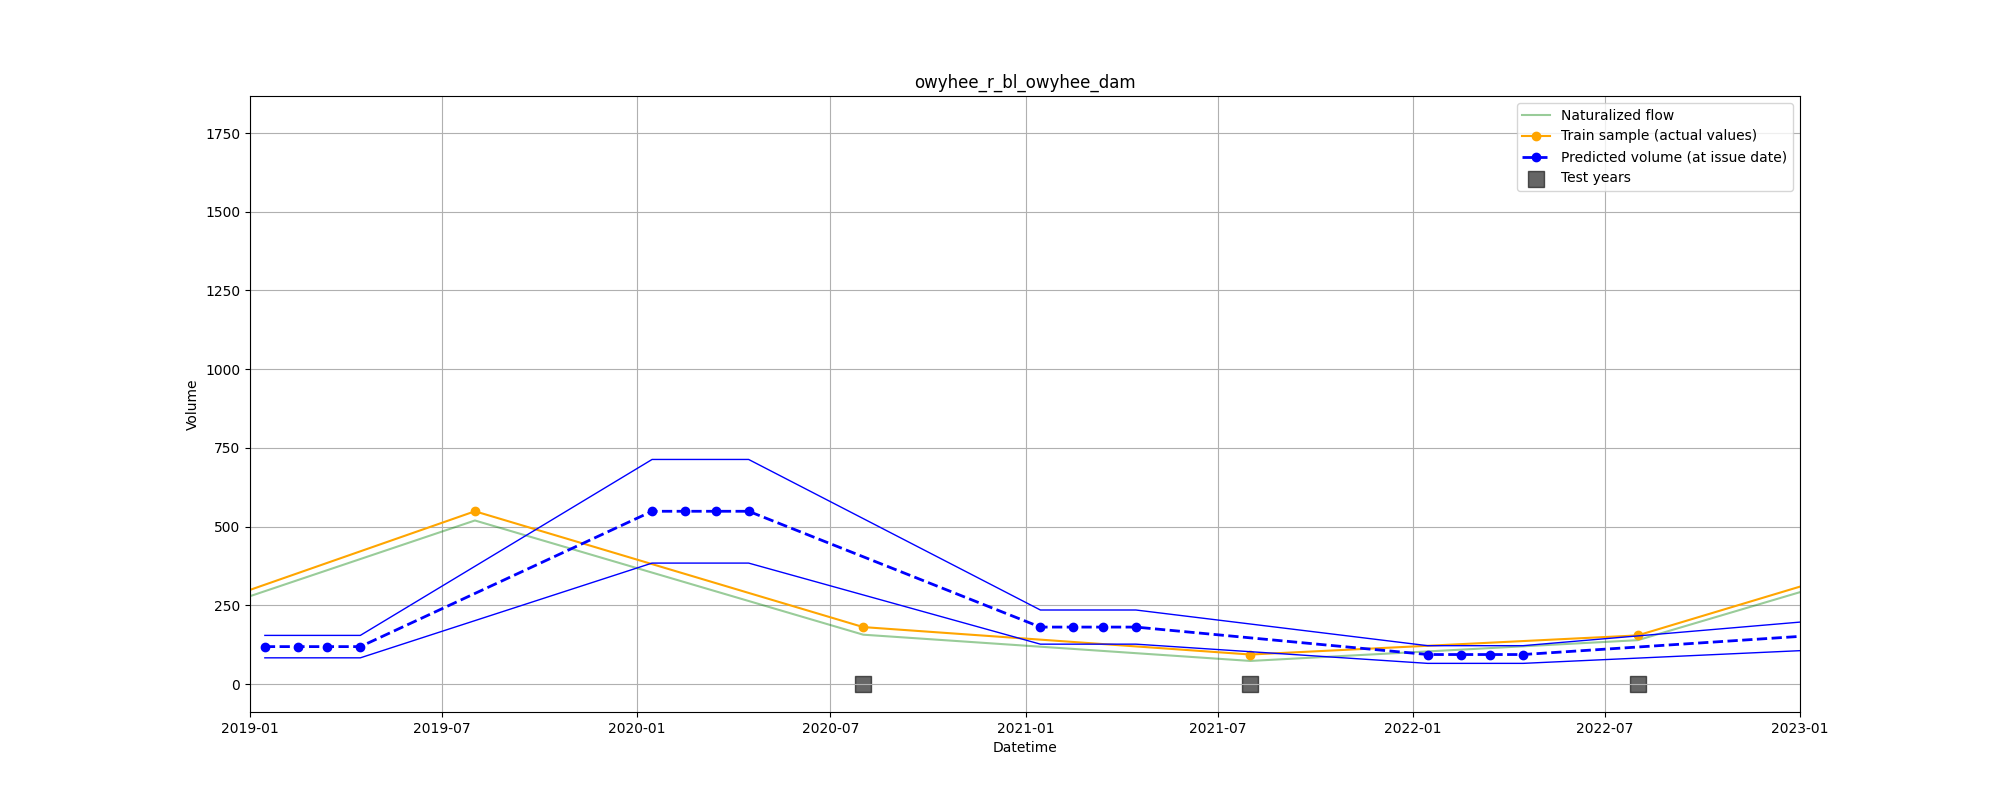 owyhee_r_bl_owyhee_dam
Naturalized flow
Train sample (actual values)
Predicted volume (at issue date)
Test years
Volume
1750
1500
1250
1000
750
500
250
0
2019-01 2019-07 2020-01 2020-07 2021-01 2021-07 2022-01 2022-07 2023-01
Datetime